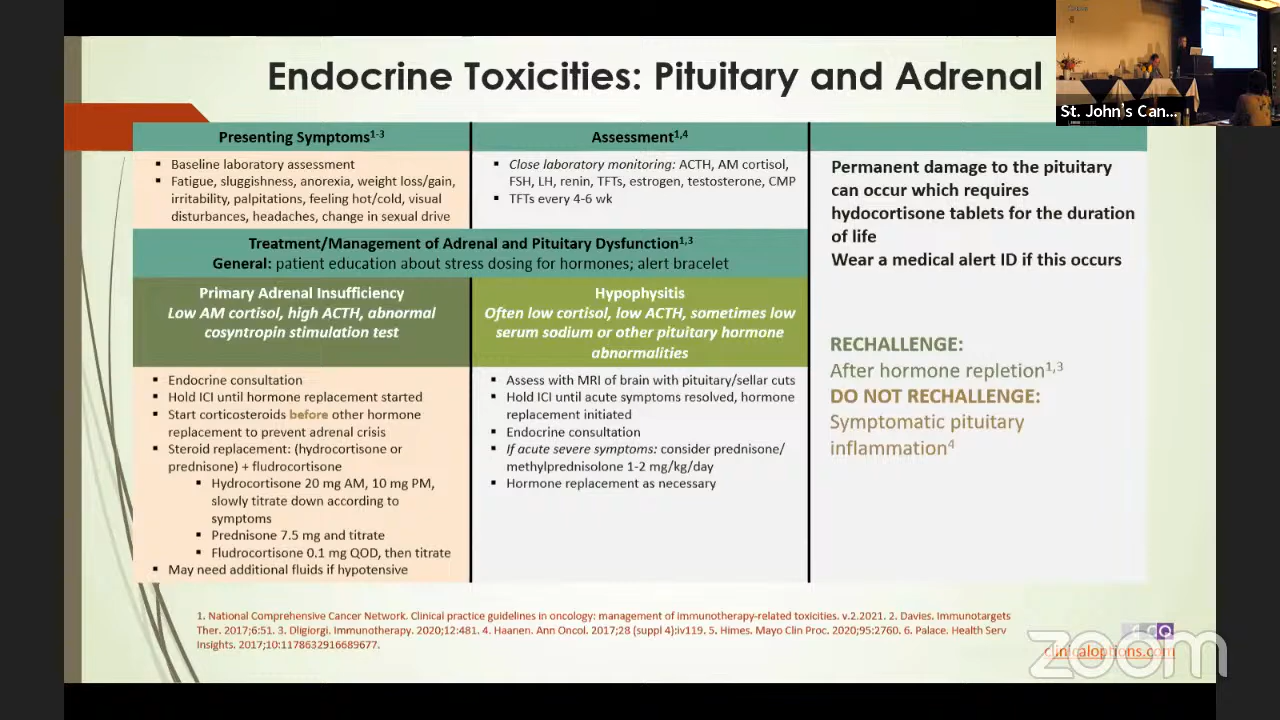 Endocrine Toxicities: Pituitary and Adrenal
St. John's Can...
Presenting Symptoms1-3
▪ Baseline laboratory assessment
▪ Fatigue, sluggishness, anorexia, weight loss/gain,
irritability, palpitations, feeling hot/cold, visual
disturbances, headaches, change in sexual drive
Assessment1,4
▪ Close laboratory monitoring: ACTH, AM cortisol,
FSH, LH, renin, TFTs, estrogen, testosterone, CMP
▪ TFTs every 4-6 wk
Treatment/Management of Adrenal and Pituitary Dysfunction1,3
General: patient education about stress dosing for hormones; alert bracelet
Primary Adrenal Insufficiency
Low AM cortisol, high ACTH, abnormal
cosyntropin stimulation test
▪ Endocrine consultation
▪ Hold ICI until hormone replacement started
▪ Start corticosteroids before other hormone
replacement to prevent adrenal crisis
▪ Steroid replacement: (hydrocortisone or
prednisone) + fludrocortisone
▪ Hydrocortisone 20 mg AM, 10 mg PM,
slowly titrate down according to
symptoms
▪ Prednisone 7.5 mg and titrate
▪ Fludrocortisone 0.1 mg QOD, then titrate
▪ May need additional fluids if hypotensive
Hypophysitis
Often low cortisol, low ACTH, sometimes low
serum sodium or other pituitary hormone
abnormalities
▪ Assess with MRI of brain with pituitary/sellar cuts
▪ Hold ICI until acute symptoms resolved, hormone
replacement initiated
▪ Endocrine consultation
▪ If acute severe symptoms: consider prednisone/
methylprednisolone 1-2 mg/kg/day
▪ Hormone replacement as necessary
Permanent damage to the pituitary
can occur which requires
hydocortisone tablets for the duration
of life
Wear a medical alert ID if this occurs
RECHALLENGE:
After hormone repletion1,3
DO NOT RECHALLENGE:
Symptomatic pituitary
inflammation4
1. National Comprehensive Cancer Network. Clinical practice guidelines in oncology: management of immunotherapy-related toxicities. v.2.2021. 2. Davies. Immunotargets
Ther. 2017;6:51. 3. Dligiorgi. Immunotherapy. 2020;12:481. 4. Haanen. Ann Oncol. 2017;28 (suppl 4):iv119. 5. Himes. Mayo Clin Proc. 2020;95:2760. 6. Palace. Health Serv
Insights. 2017;10:1178632916689677.
clinicaloptions.com
zoom